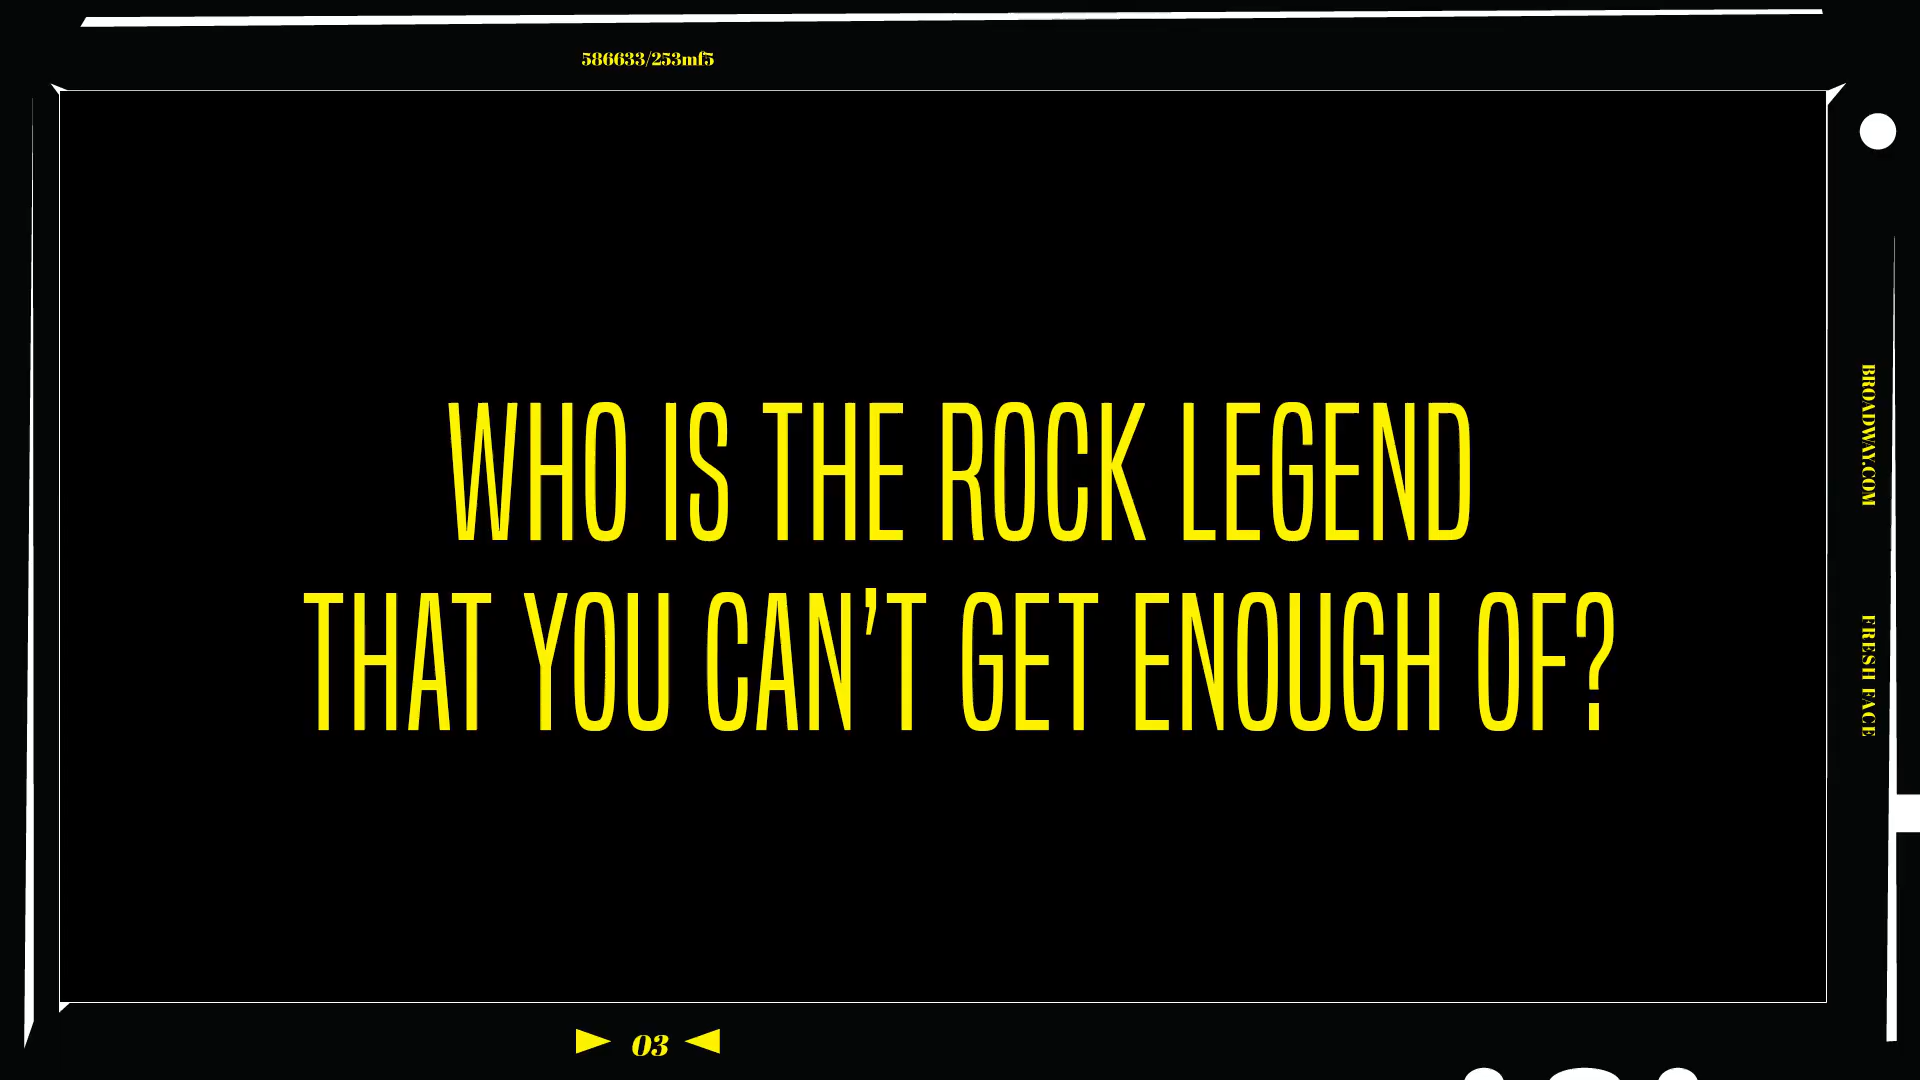 586633/253mf5
WHO IS THE ROCK LEGEND
THAT YOU CAN’T GET ENOUGH OF?
BROADWAY.COM
FRESH FACE
03